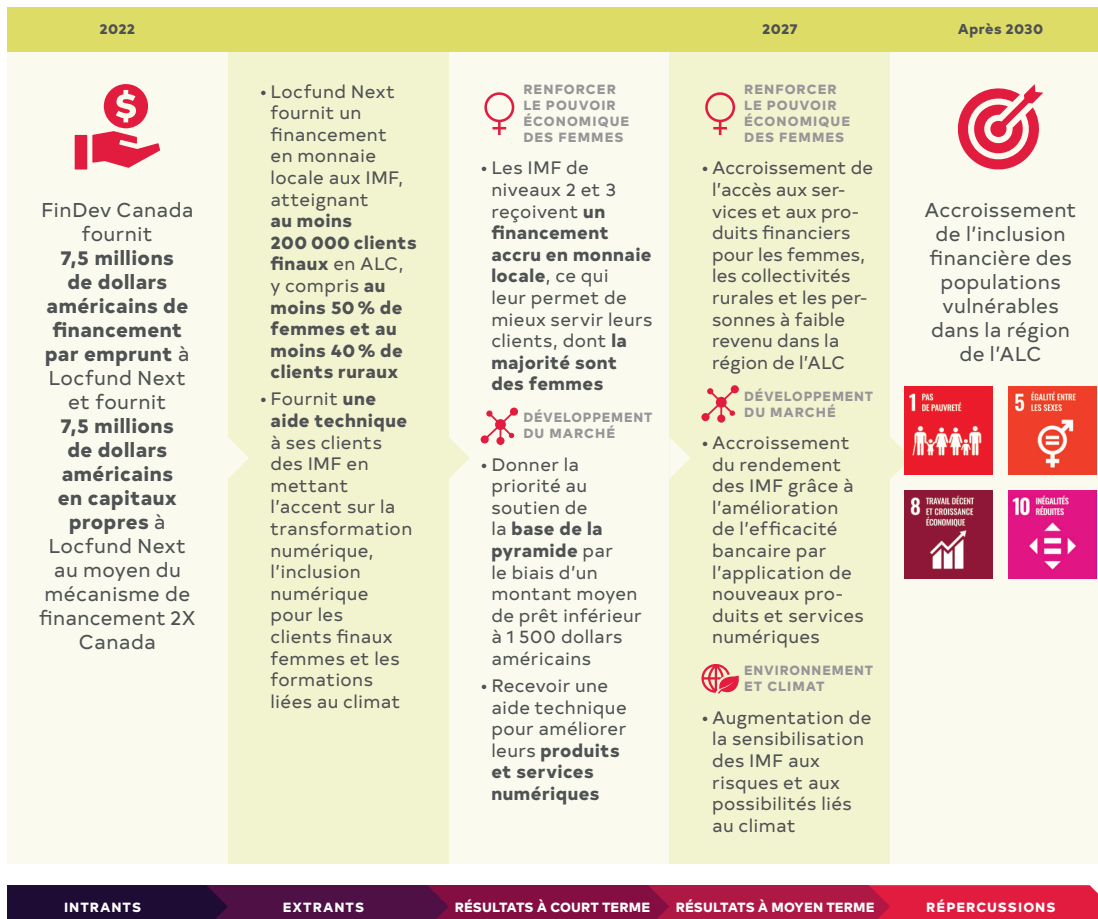 2022
2027
Après 2030
$
FinDev Canada
fournit
7,5 millions
de dollars
américains de
financement
par emprunt à
Locfund Next
et fournit
7,5 millions
de dollars
américains
en capitaux
propres à
Locfund Next
au moyen du
mécanisme de
financement 2X
Canada
• Locfund Next
fournit un
financement
en monnaie
locale aux IMF,
atteignant
au moins
200 000 clients
finaux en ALC,
y compris au
moins 50 % de
femmes et au
moins 40 % de
clients ruraux
• Fournit une
aide technique
à ses clients
des IMF en
mettant
l'accent sur la
transformation
numérique,
l'inclusion
numérique
pour les
clients finaux
femmes et les
formations
liées au climat
RENFORCER
LE POUVOIR
ÉCONOMIQUE
DES FEMMES
• Les IMF de
niveaux 2 et 3
reçoivent un
financement
accru en monnaie
locale, ce qui
leur permet de
mieux servir leurs
clients, dont la
majorité sont
des femmes
DÉVELOPPEMENT
DU MARCHÉ
• Donner la
priorité au
soutien de
la base de la
pyramide par
le biais d'un
montant moyen
de prêt inférieur
à 1 500 dollars
américains
• Recevoir une
aide technique
pour améliorer
leurs produits
et services
numériques
RENFORCER
LE POUVOIR
ÉCONOMIQUE
DES FEMMES
• Accroissement de
l'accès aux ser-
vices et aux pro-
duits financiers
pour les femmes,
les collectivités
rurales et les per-
sonnes à faible
revenu dans la
région de l'ALC
DÉVELOPPEMENT
DU MARCHÉ
• Accroissement
du rendement
des IMF grâce à
l'amélioration
de l'efficacité
bancaire par
l'application de
nouveaux pro-
duits et services
numériques
ENVIRONNEMENT
ET CLIMAT
• Augmentation de
la sensibilisation
des IMF aux
risques et aux
possibilités liés
au climat
Accroissement
de l'inclusion
financière des
populations
vulnérables
dans la région
de l'ALC
1 PAS
DE PAUVRETÉ
5 ÉGALITÉ ENTRE
LES SEXES
8 TRAVAIL DÉCENT
ET CROISSANCE
ÉCONOMIQUE
10 INÉGALITÉS
RÉDUITES
INTRANTS
EXTRANTS
RÉSULTATS À COURT TERME
RÉSULTATS À MOYEN TERME
RÉPERCUSSIONS